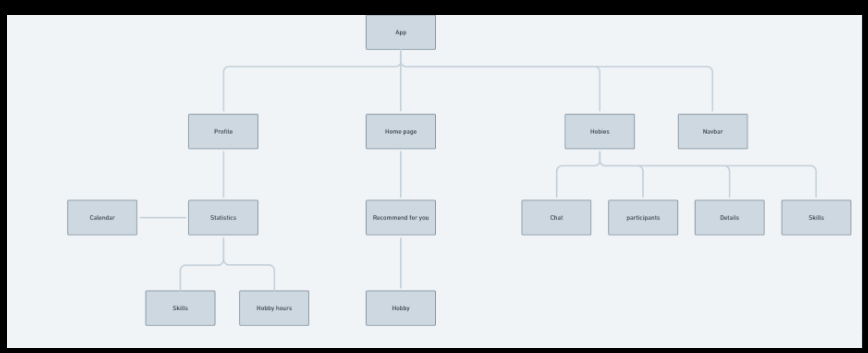 App
Profile
Home page
Hobies
Navbar
Calendar
Statistics
Recommend for you
Chat
participants
Details
Skills
Skills
Hobby hours
Hobby